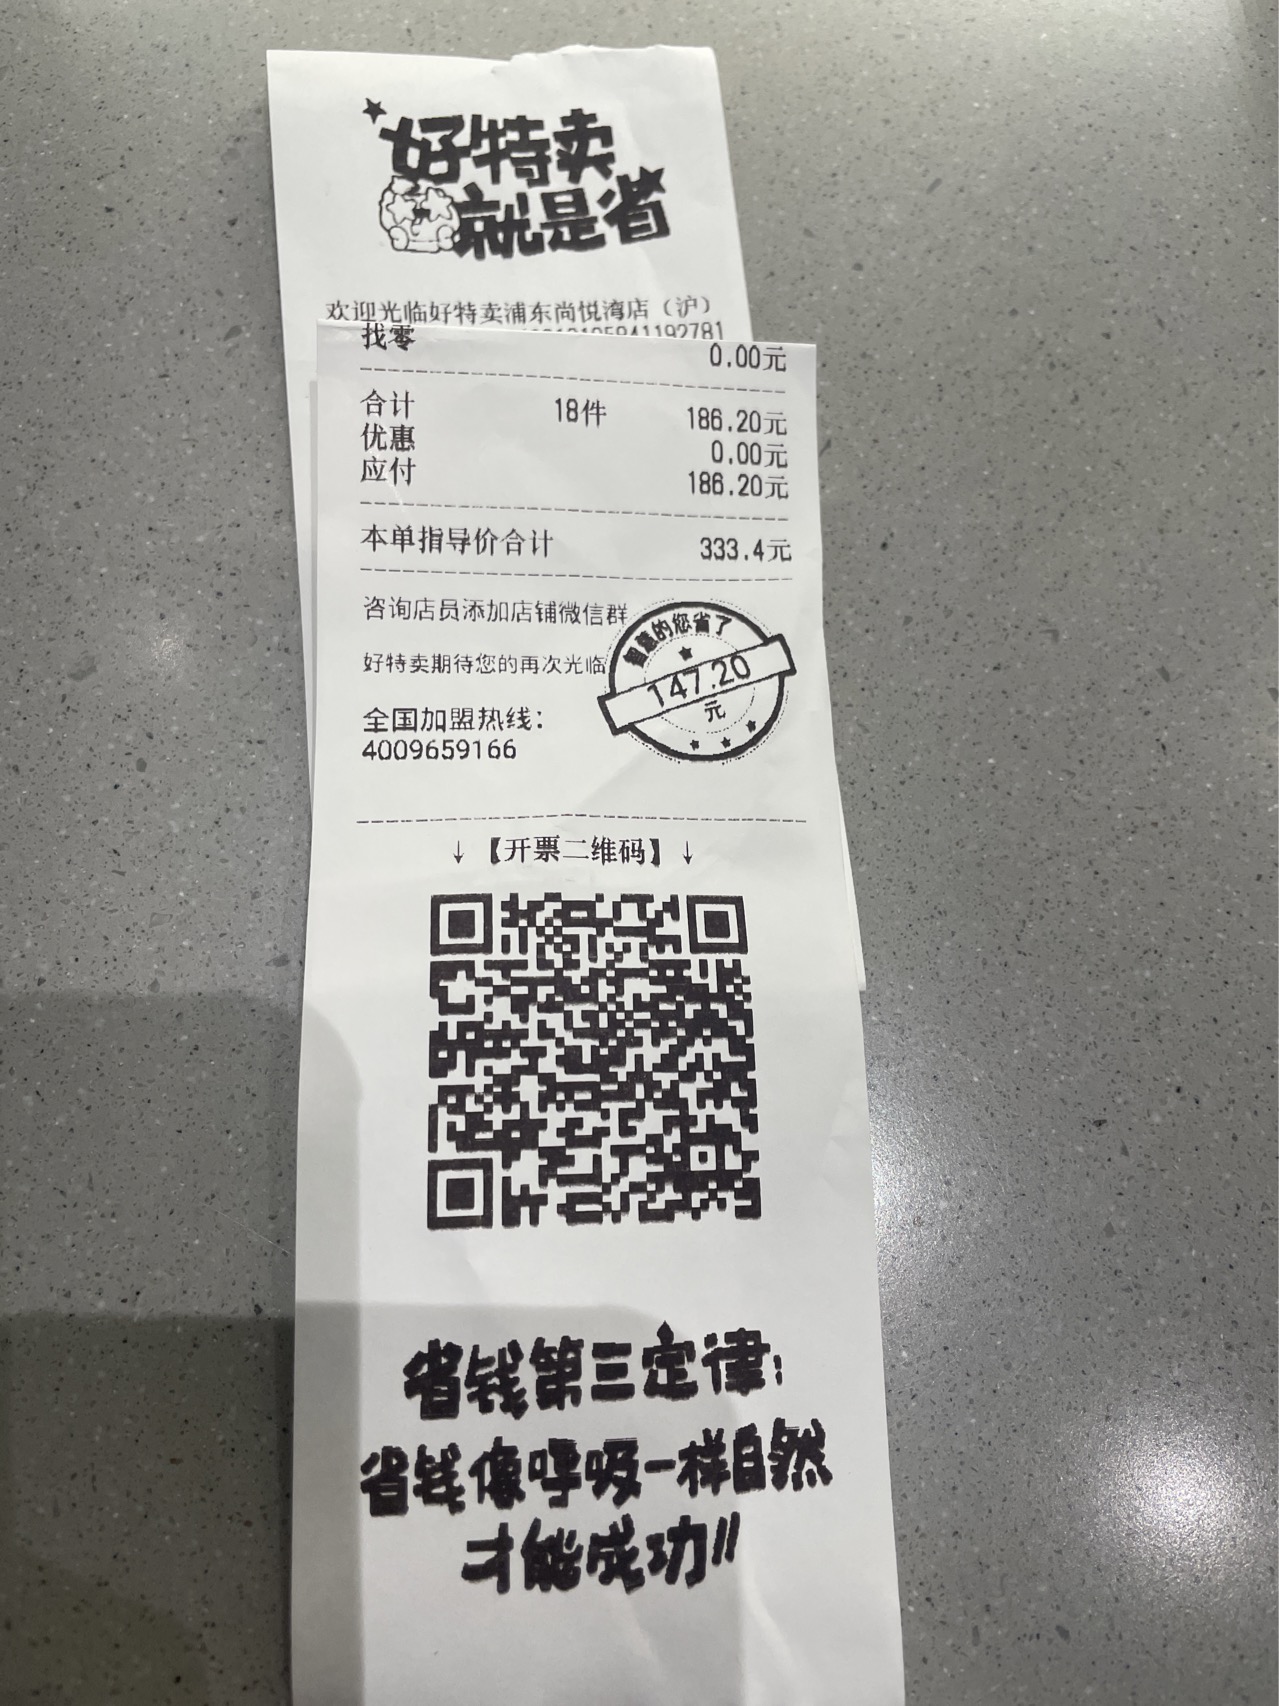 好特卖
就是省
欢迎光临好特卖浦东尚悦湾店（沪）
找零 0.00元
合计 18件 186.20元
优惠 0.00元
应付 186.20元
本单指导价合计 333.4元
咨询店员添加店铺微信群
好特卖期待您的再次光临
智慧的您省了
147.20
元
全国加盟热线：
4009659166
↓【开票二维码】↓
省钱第三定律：
省钱像呼吸一样自然
才能成功!!